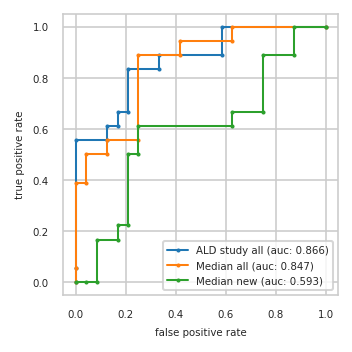 1.0
0.8
0.6
0.4
0.2
0.0
true positive rate
ALD study all (auc: 0.866)
Median all (auc: 0.847)
Median new (auc: 0.593)
0.0 0.2 0.4 0.6 0.8 1.0
false positive rate